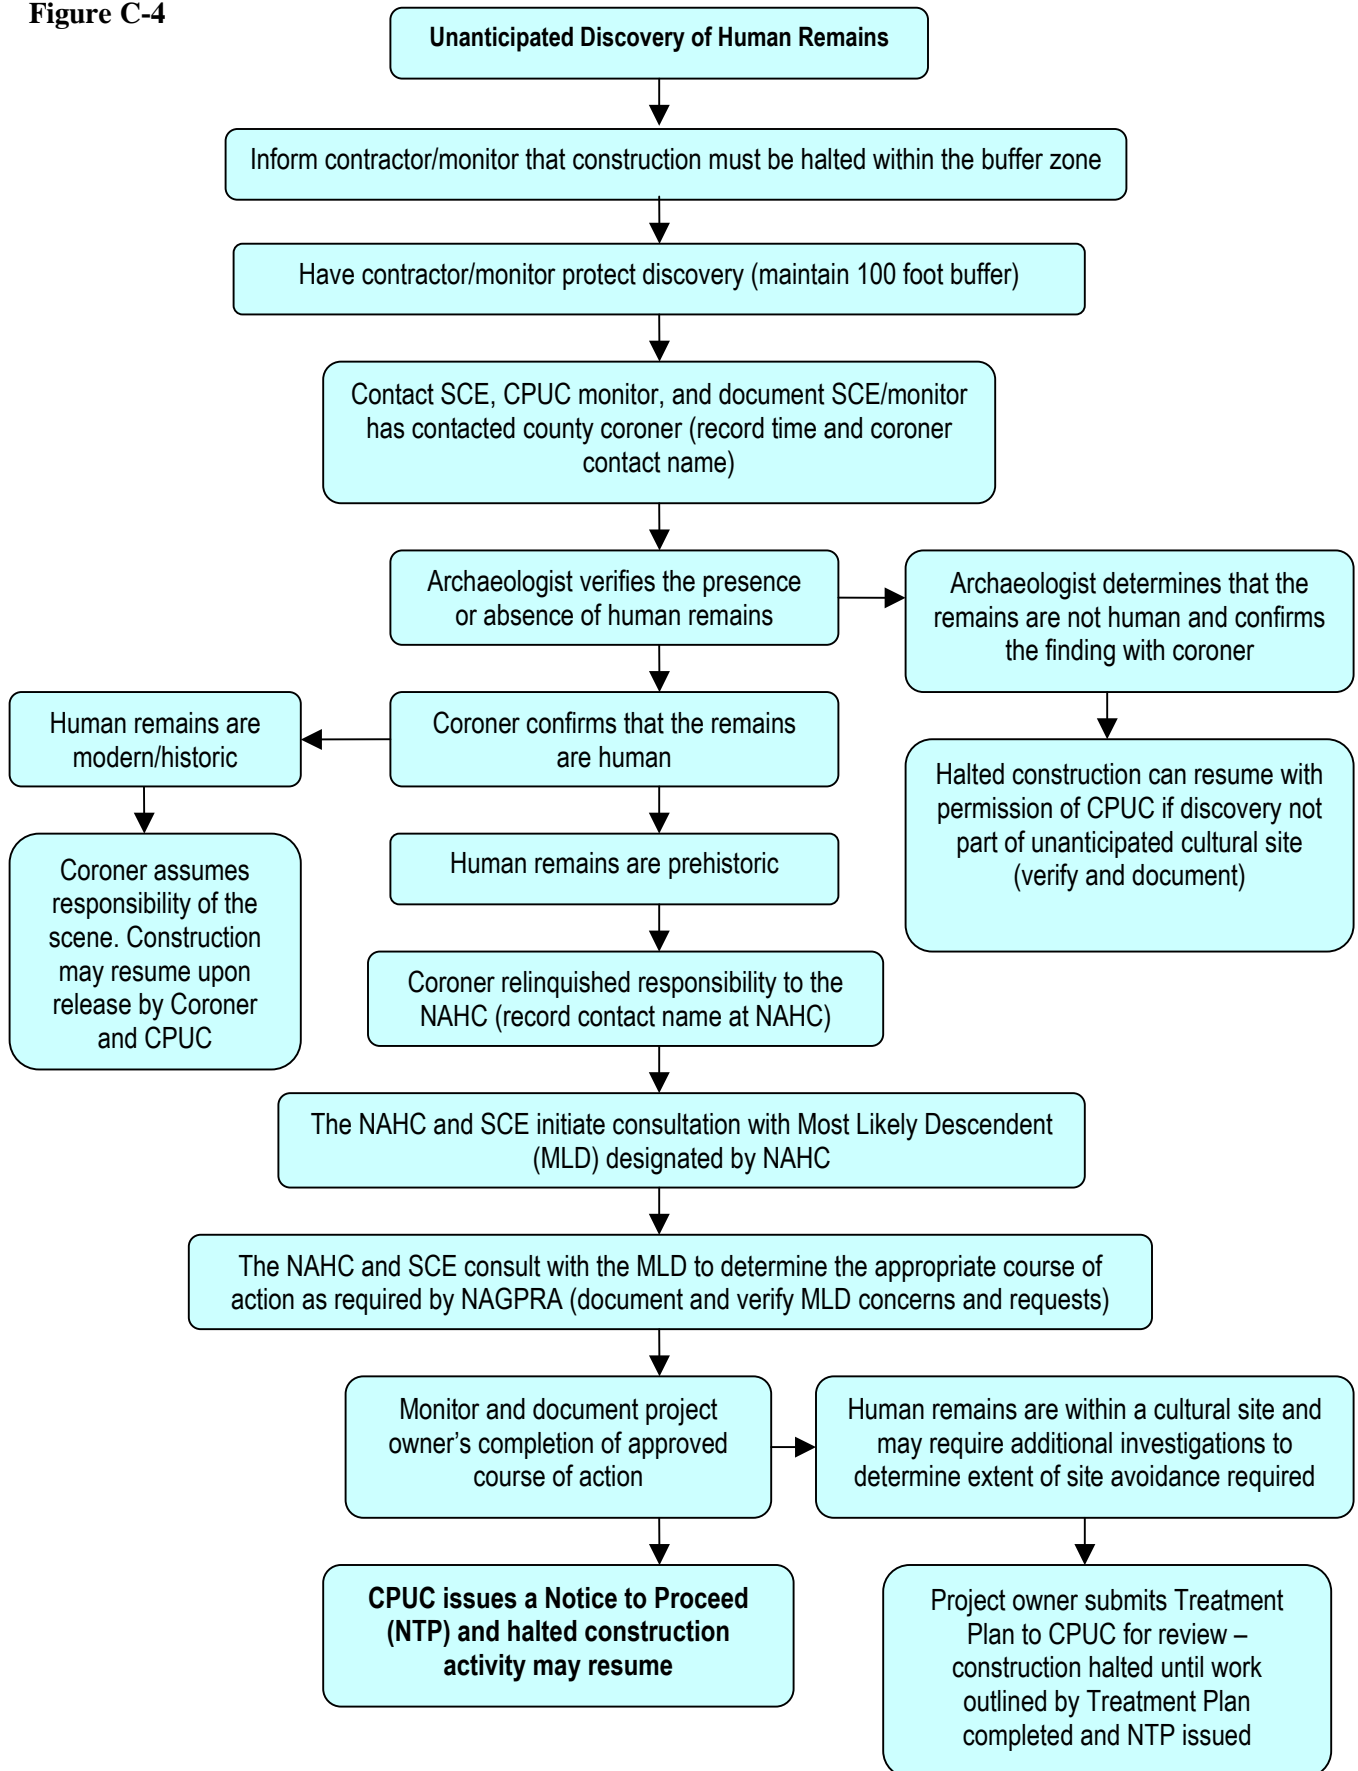 Figure C-4
Unanticipated Discovery of Human Remains
Inform contractor/monitor that construction must be halted within the buffer zone
Have contractor/monitor protect discovery (maintain 100 foot buffer)
Contact SCE, CPUC monitor, and document SCE/monitor
has contacted county coroner (record time and coroner
contact name)
Archaeologist verifies the presence
or absence of human remains
Archaeologist determines that the
remains are not human and confirms
the finding with coroner
Human remains are
modern/historic
Coroner confirms that the remains
are human
Halted construction can resume with
permission of CPUC if discovery not
part of unanticipated cultural site
(verify and document)
Coroner assumes
responsibility of the
scene. Construction
may resume upon
release by Coroner
and CPUC
Human remains are prehistoric
Coroner relinquished responsibility to the
NAHC (record contact name at NAHC)
The NAHC and SCE initiate consultation with Most Likely Descendent
(MLD) designated by NAHC
The NAHC and SCE consult with the MLD to determine the appropriate course of
action as required by NAGPRA (document and verify MLD concerns and requests)
Monitor and document project
owner’s completion of approved
course of action
Human remains are within a cultural site and
may require additional investigations to
determine extent of site avoidance required
CPUC issues a Notice to Proceed
(NTP) and halted construction
activity may resume
Project owner submits Treatment
Plan to CPUC for review –
construction halted until work
outlined by Treatment Plan
completed and NTP issued